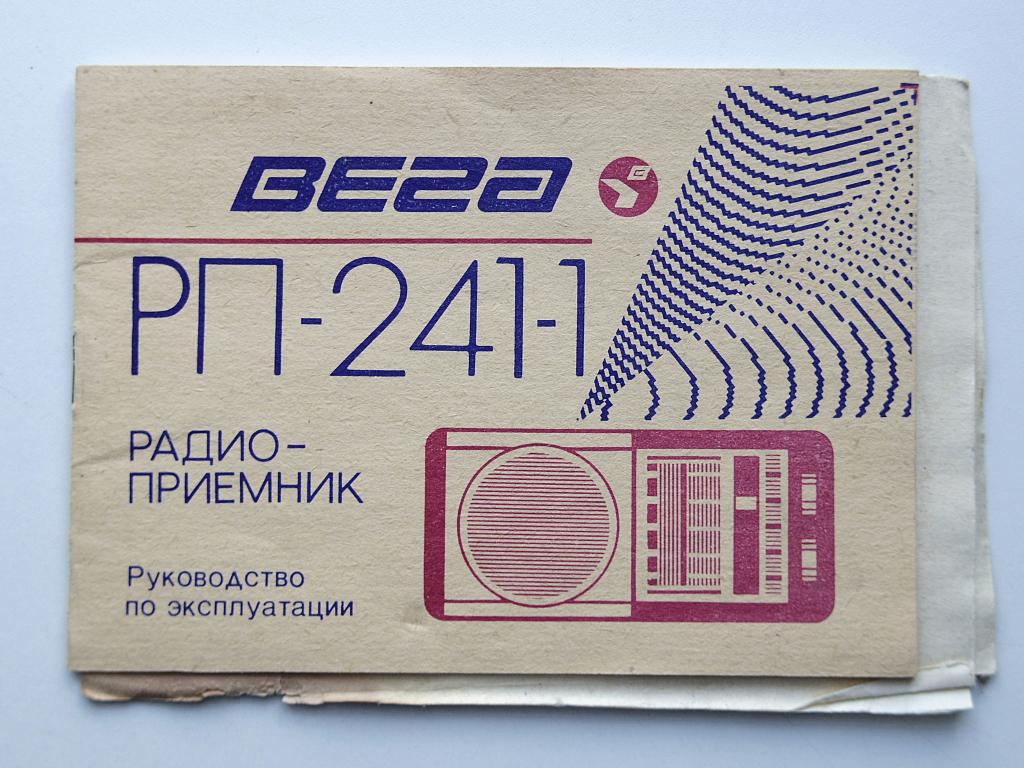 ВЕГА
РП-241-1
РАДИО-
ПРИЕМНИК
Руководство
по эксплуатации